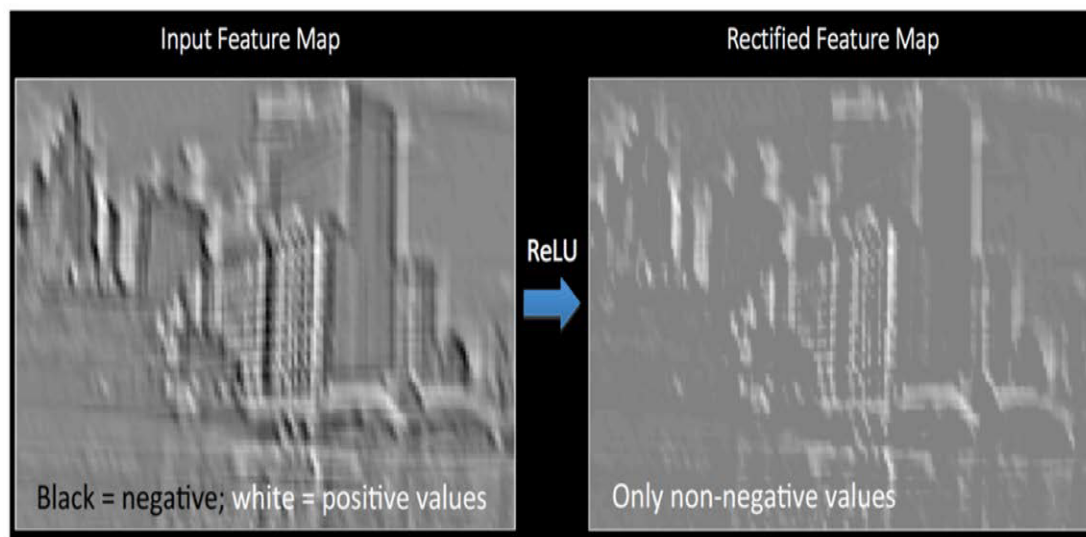 Input Feature Map
Rectified Feature Map
ReLU
Black = negative; white = positive values
Only non-negative values